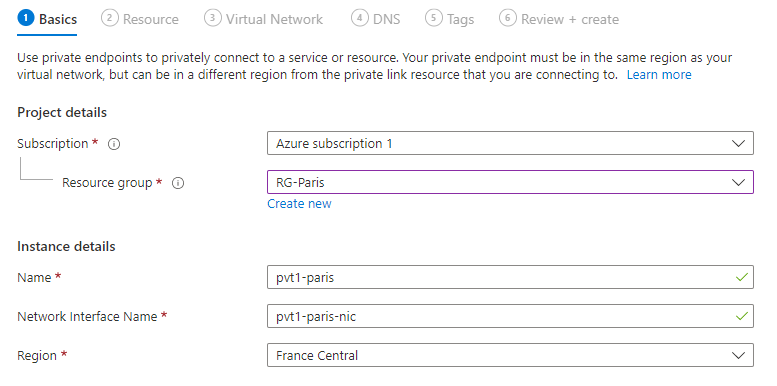 1 Basics 2 Resource 3 Virtual Network 4 DNS 5 Tags 6 Review + create
Use private endpoints to privately connect to a service or resource. Your private endpoint must be in the same region as your
virtual network, but can be in a different region from the private link resource that you are connecting to. Learn more
Project details
Subscription * Azure subscription 1
Resource group * RG-Paris
Create new
Instance details
Name * pvt1-paris
Network Interface Name * pvt1-paris-nic
Region * France Central